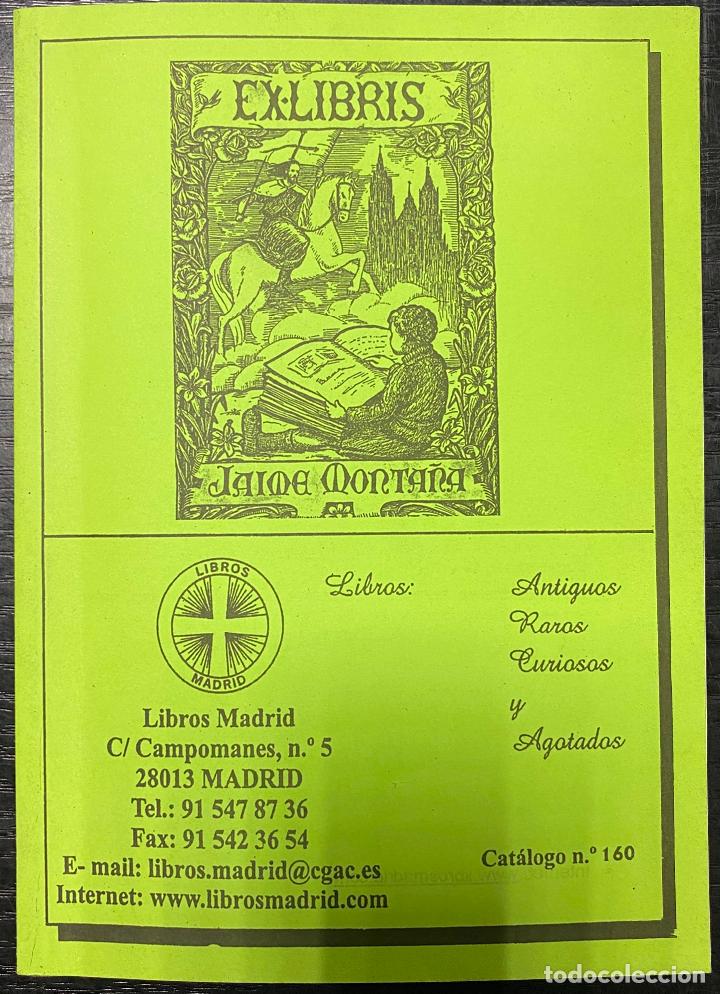 EX·LIBRIS
JAIME MONTAÑA
LIBROS
MADRID
Libros Madrid
C/ Campomanes, n.º 5
28013 MADRID
Tel.: 91 547 87 36
Fax: 91 542 36 54
E- mail: libros.madrid@cgac.es
Internet: www.librosmadrid.com
Libros:
Antiguos
Raros
Curiosos
y
Agotados
Catálogo n.º 160
todocoleccion